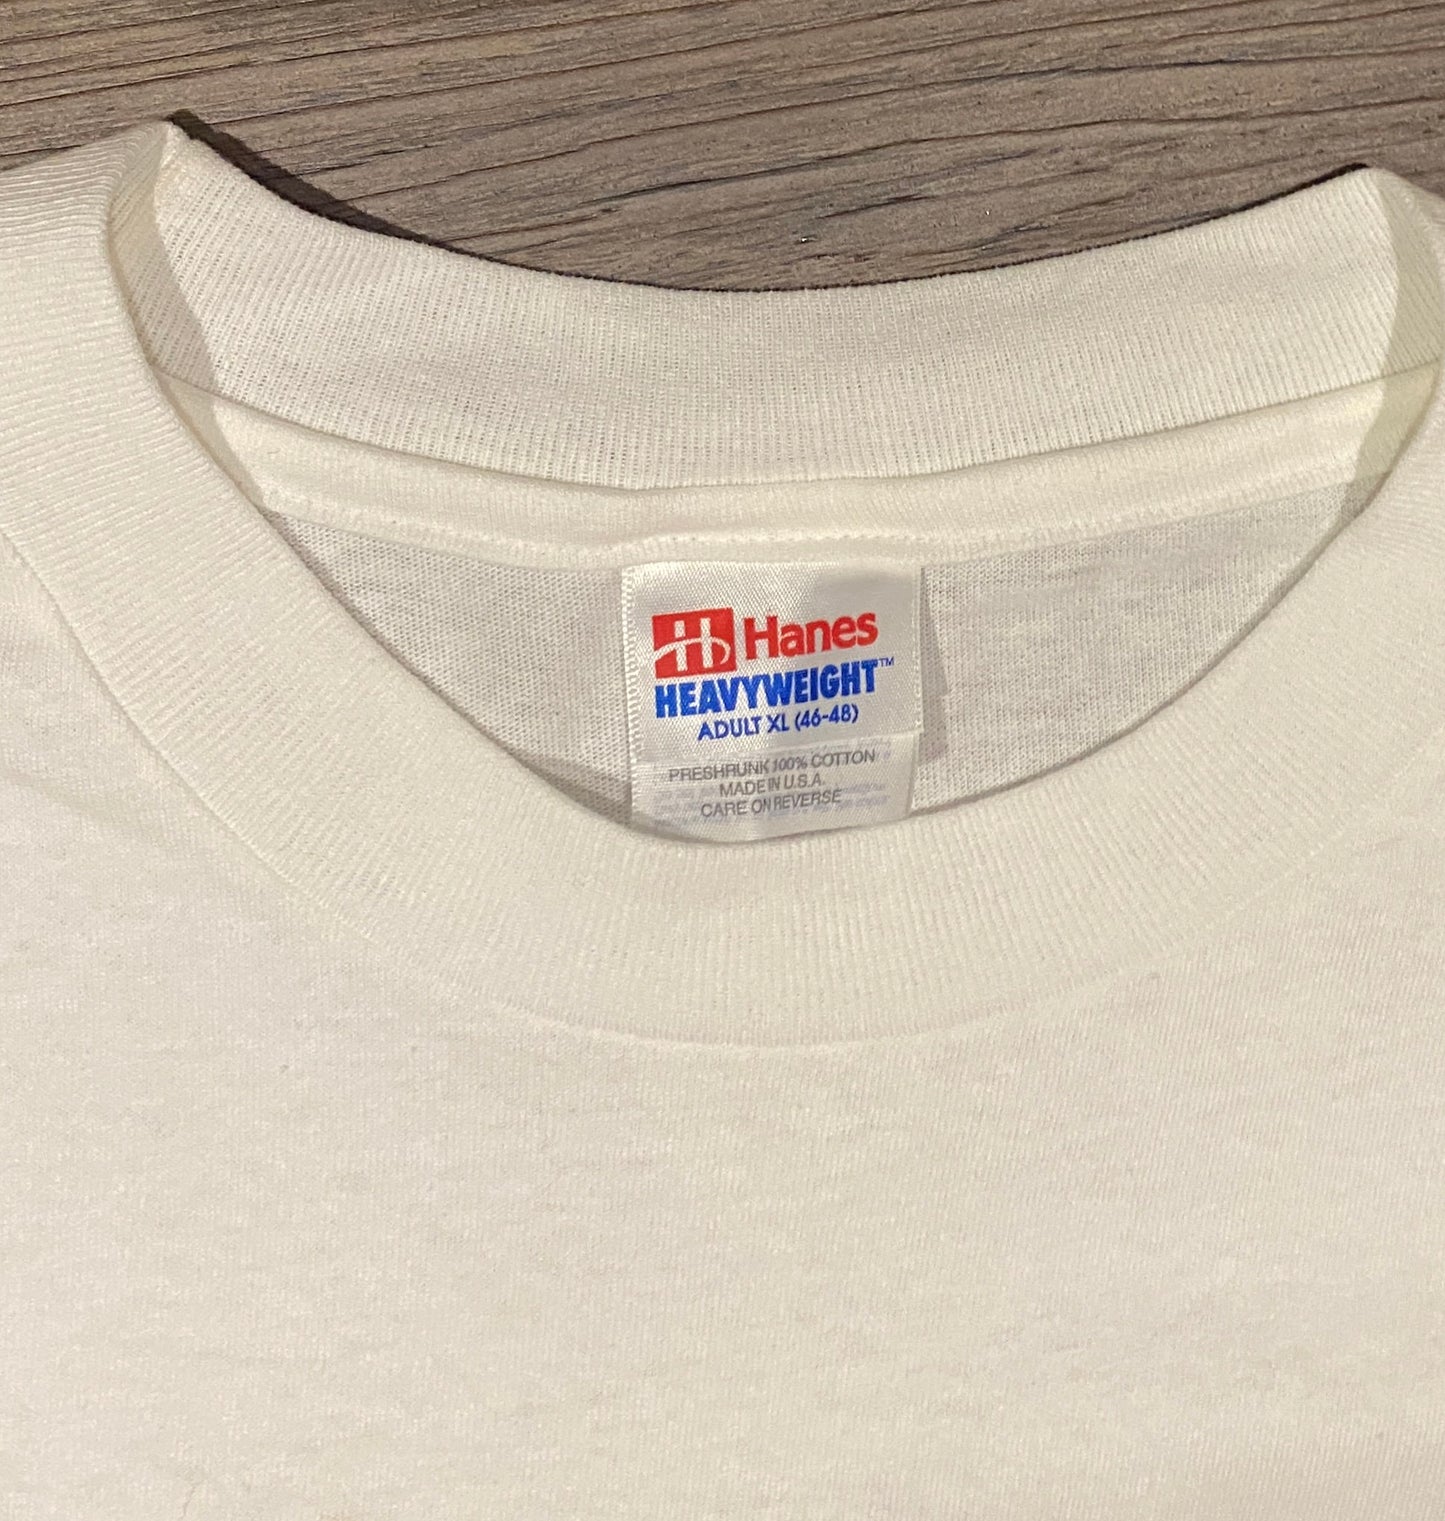 Hanes
HEAVYWEIGHT™
ADULT XL (46-48)
PRESHRUNK 100% COTTON
MADE IN U.S.A.
CARE ON REVERSE